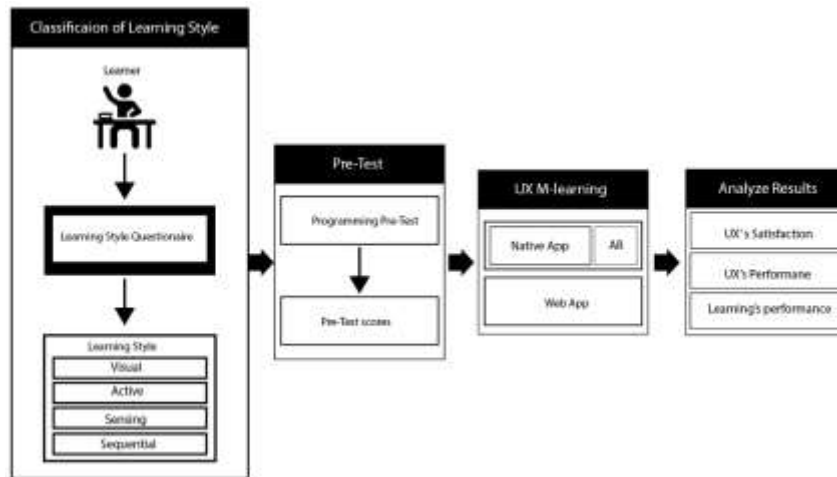 Classificaion of Learning Style
Learner
Learning Style Questionaire
Learning Style
Visual
Active
Sensing
Sequential
Pre-Test
Programming Pre-Test
Pre-Test scores
UX M-learning
Native App
AR
Web App
Analyze Results
UX's Satisfaction
UX's Performane
Learning's performance